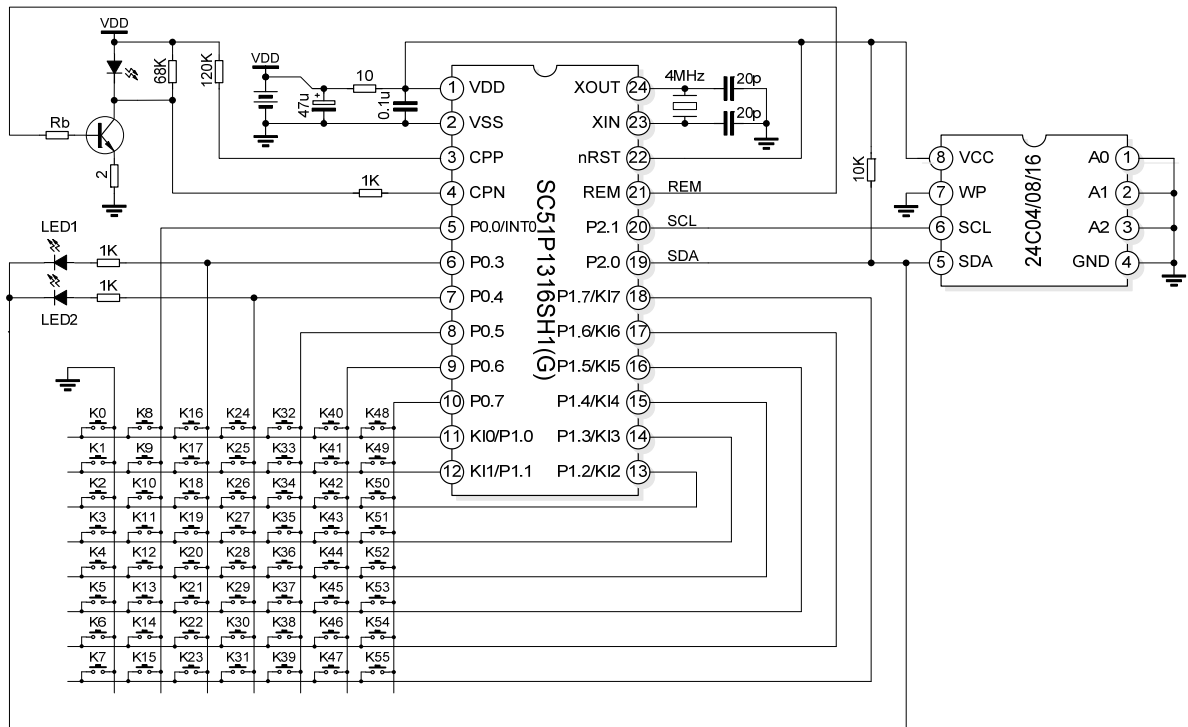 VDD
68K
120K
Rb
2
VDD
10
47u
+
0.1u
1K
LED1
1K
1K
LED2
SC51P1316SH1(G)
1 VDD
2 VSS
3 CPP
4 CPN
5 P0.0/INT0
6 P0.3
7 P0.4
8 P0.5
9 P0.6
10 P0.7
11 KI0/P1.0
12 KI1/P1.1
XOUT 24
XIN 23
nRST 22
REM 21
P2.1 20
P2.0 19
P1.7/KI7 18
P1.6/KI6 17
P1.5/KI5 16
P1.4/KI4 15
P1.3/KI3 14
P1.2/KI2 13
4MHz
20p
20p
REM
SCL
SDA
10K
24C04/08/16
8 VCC
7 WP
6 SCL
5 SDA
A0 1
A1 2
A2 3
GND 4
K0 K8 K16 K24 K32 K40 K48
K1 K9 K17 K25 K33 K41 K49
K2 K10 K18 K26 K34 K42 K50
K3 K11 K19 K27 K35 K43 K51
K4 K12 K20 K28 K36 K44 K52
K5 K13 K21 K29 K37 K45 K53
K6 K14 K22 K30 K38 K46 K54
K7 K15 K23 K31 K39 K47 K55